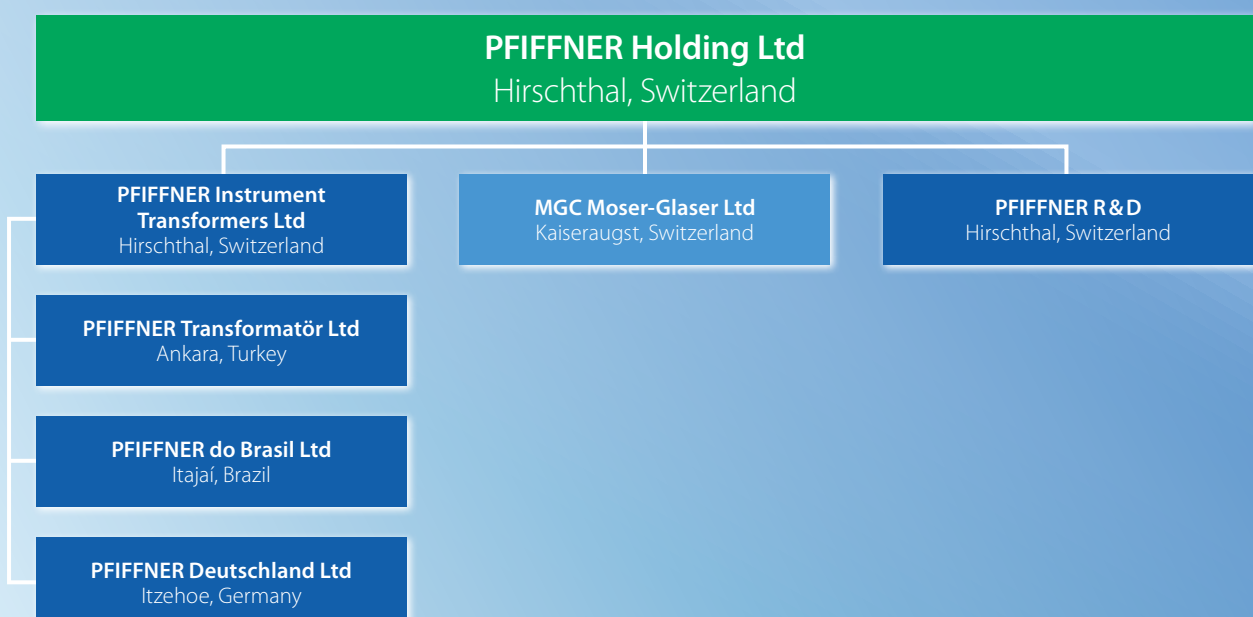 PFIFFNER Holding Ltd
Hirschthal, Switzerland
PFIFFNER Instrument
Transformers Ltd
Hirschthal, Switzerland
MGC Moser-Glaser Ltd
Kaiseraugst, Switzerland
PFIFFNER R & D
Hirschthal, Switzerland
PFIFFNER Transformatör Ltd
Ankara, Turkey
PFIFFNER do Brasil Ltd
Itajaí, Brazil
PFIFFNER Deutschland Ltd
Itzehoe, Germany